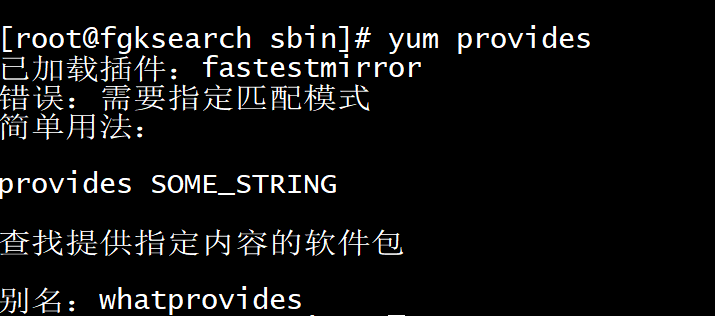 [root@fgksearch sbin]# yum provides
已加载插件：fastestmirror
错误：需要指定匹配模式
简单用法：
provides SOME_STRING
查找提供指定内容的软件包
别名：whatprovides